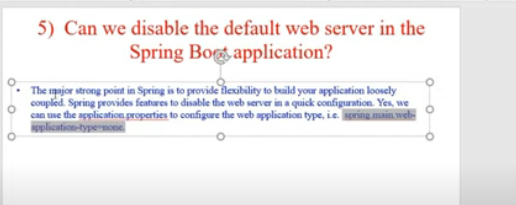 5) Can we disable the default web server in the
Spring Boot application?
• The major strong point in Spring is to provide flexibility to build your application loosely
coupled. Spring provides features to disable the web server in a quick configuration. Yes, we
can use the application.properties to configure the web application type, i.e. spring.main.web-
application-type=none.